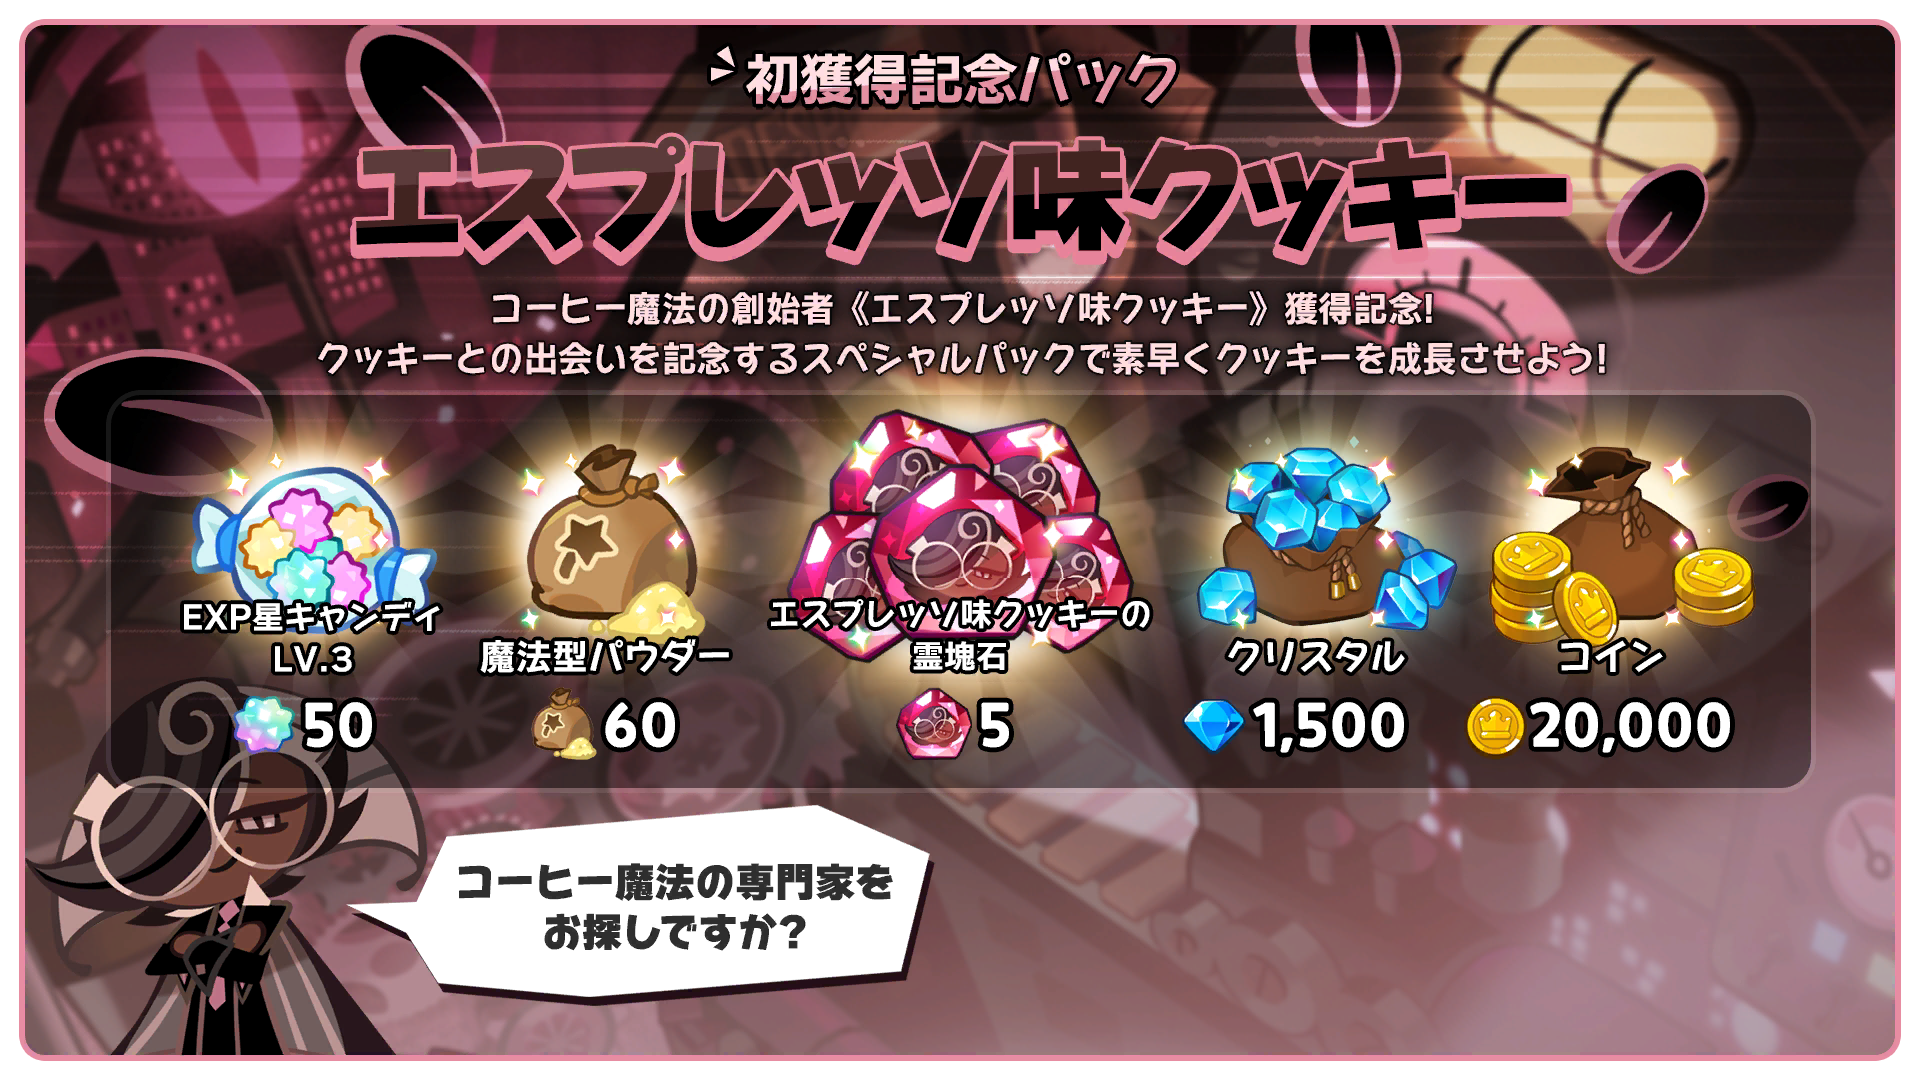 初獲得記念パック
エスプレッソ味クッキー
コーヒー魔法の創始者《エスプレッソ味クッキー》獲得記念!
クッキーとの出会いを記念するスペシャルパックで素早くクッキーを成長させよう!
EXP星キャンディ
LV.3
50
魔法型パウダー
60
エスプレッソ味クッキーの
霊塊石
5
クリスタル
1,500
コイン
20,000
コーヒー魔法の専門家を
お探しですか?